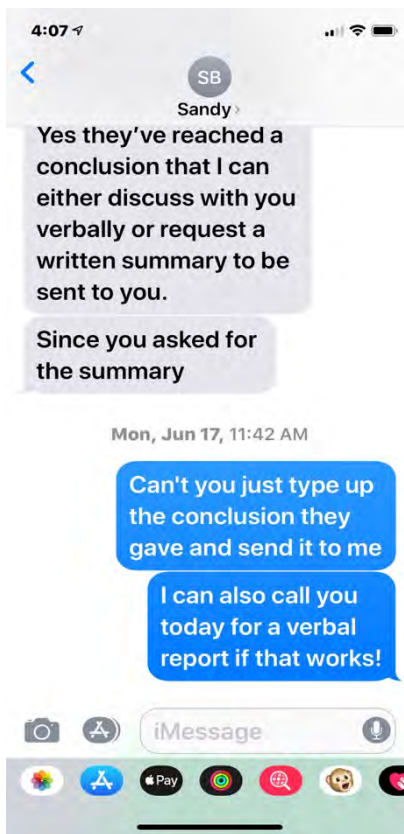 4:07
SB
Sandy
Yes they’ve reached a
conclusion that I can
either discuss with you
verbally or request a
written summary to be
sent to you.
Since you asked for
the summary
Mon, Jun 17, 11:42 AM
Can't you just type up
the conclusion they
gave and send it to me
I can also call you
today for a verbal
report if that works!
iMessage
Pay